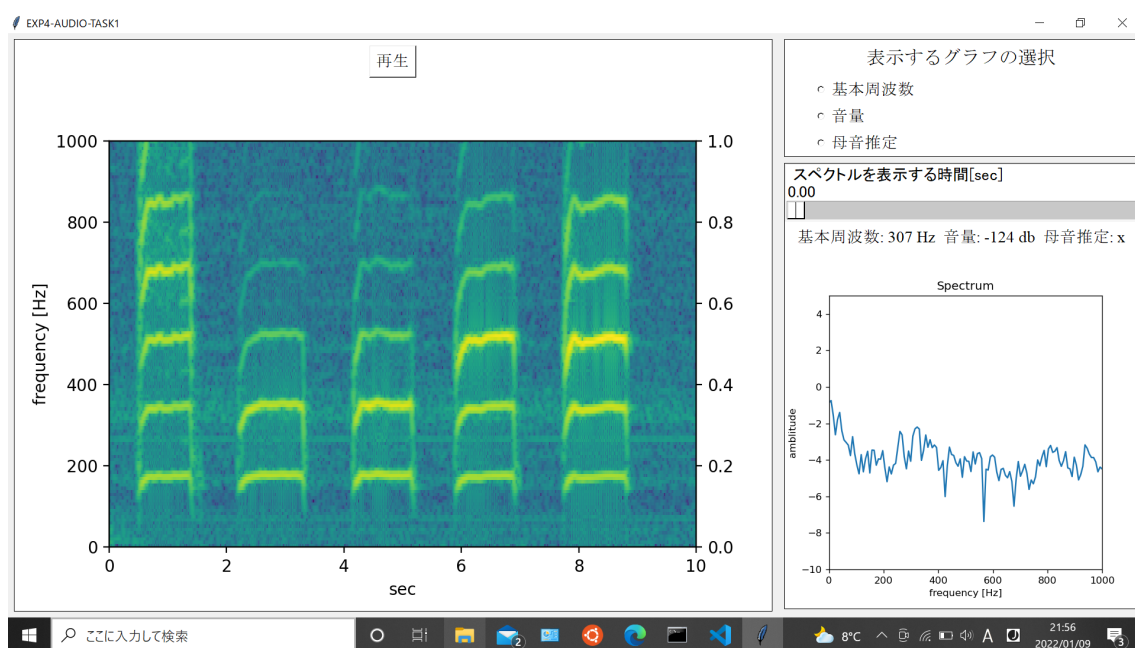 EXP4-AUDIO-TASK1
再生
1000
800
600
400
200
0
frequency [Hz]
0 2 4 6 8 10
sec
1.0
0.8
0.6
0.4
0.2
0.0
表示するグラフの選択
基本周波数
音量
母音推定
スペクトルを表示する時間[sec]
0.00
基本周波数: 307 Hz 音量: -124 db 母音推定: x
Spectrum
4
2
0
−2
−4
−6
−8
−10
amblitude
0 200 400 600 800 1000
frequency [Hz]
ここに入力して検索
2
8°C
A
21:56
2022/01/09
3